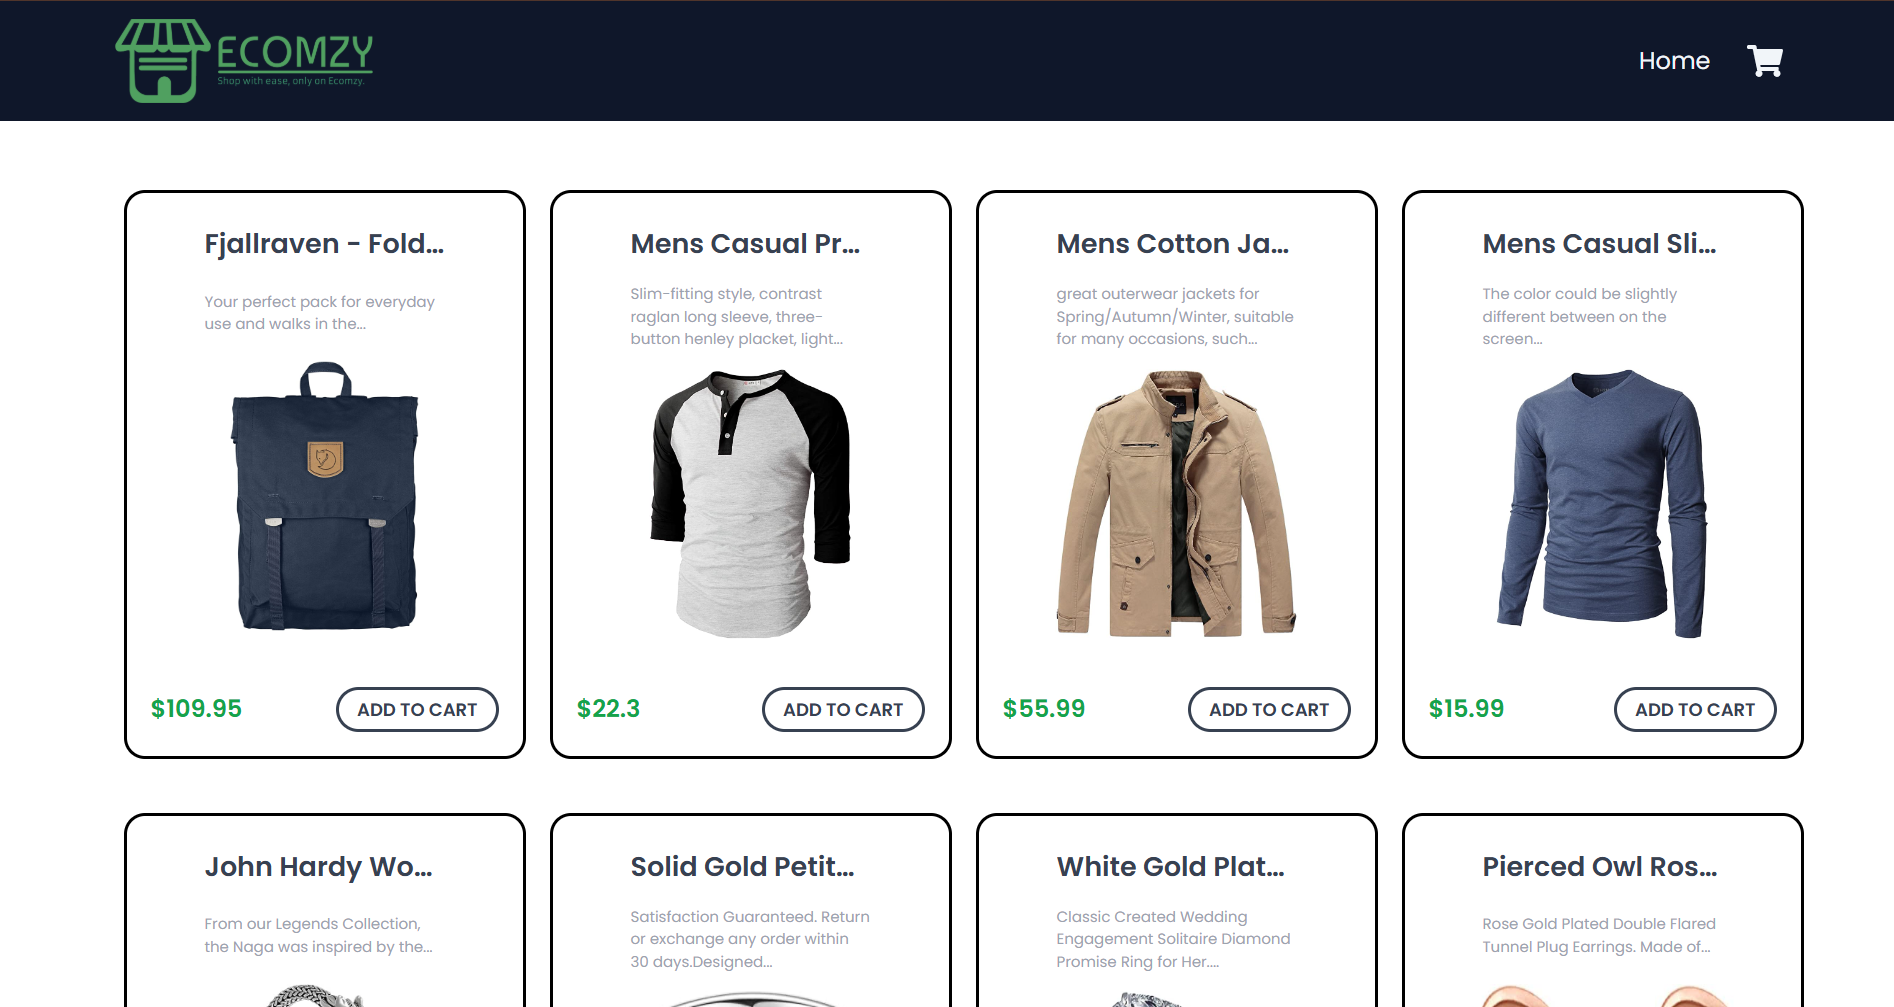 ECOMZY
Shop with ease, only on Ecomzy.
Home
Fjallraven - Fold...
Your perfect pack for everyday
use and walks in the...
$109.95
ADD TO CART
Mens Casual Pr...
Slim-fitting style, contrast
raglan long sleeve, three-
button henley placket, light...
$22.3
ADD TO CART
Mens Cotton Ja...
great outerwear jackets for
Spring/Autumn/Winter, suitable
for many occasions, such...
$55.99
ADD TO CART
Mens Casual Sli...
The color could be slightly
different between on the
screen...
$15.99
ADD TO CART
John Hardy Wo...
From our Legends Collection,
the Naga was inspired by the...
Solid Gold Petit...
Satisfaction Guaranteed. Return
or exchange any order within
30 days.Designed...
White Gold Plat...
Classic Created Wedding
Engagement Solitaire Diamond
Promise Ring for Her....
Pierced Owl Ros...
Rose Gold Plated Double Flared
Tunnel Plug Earrings. Made of...